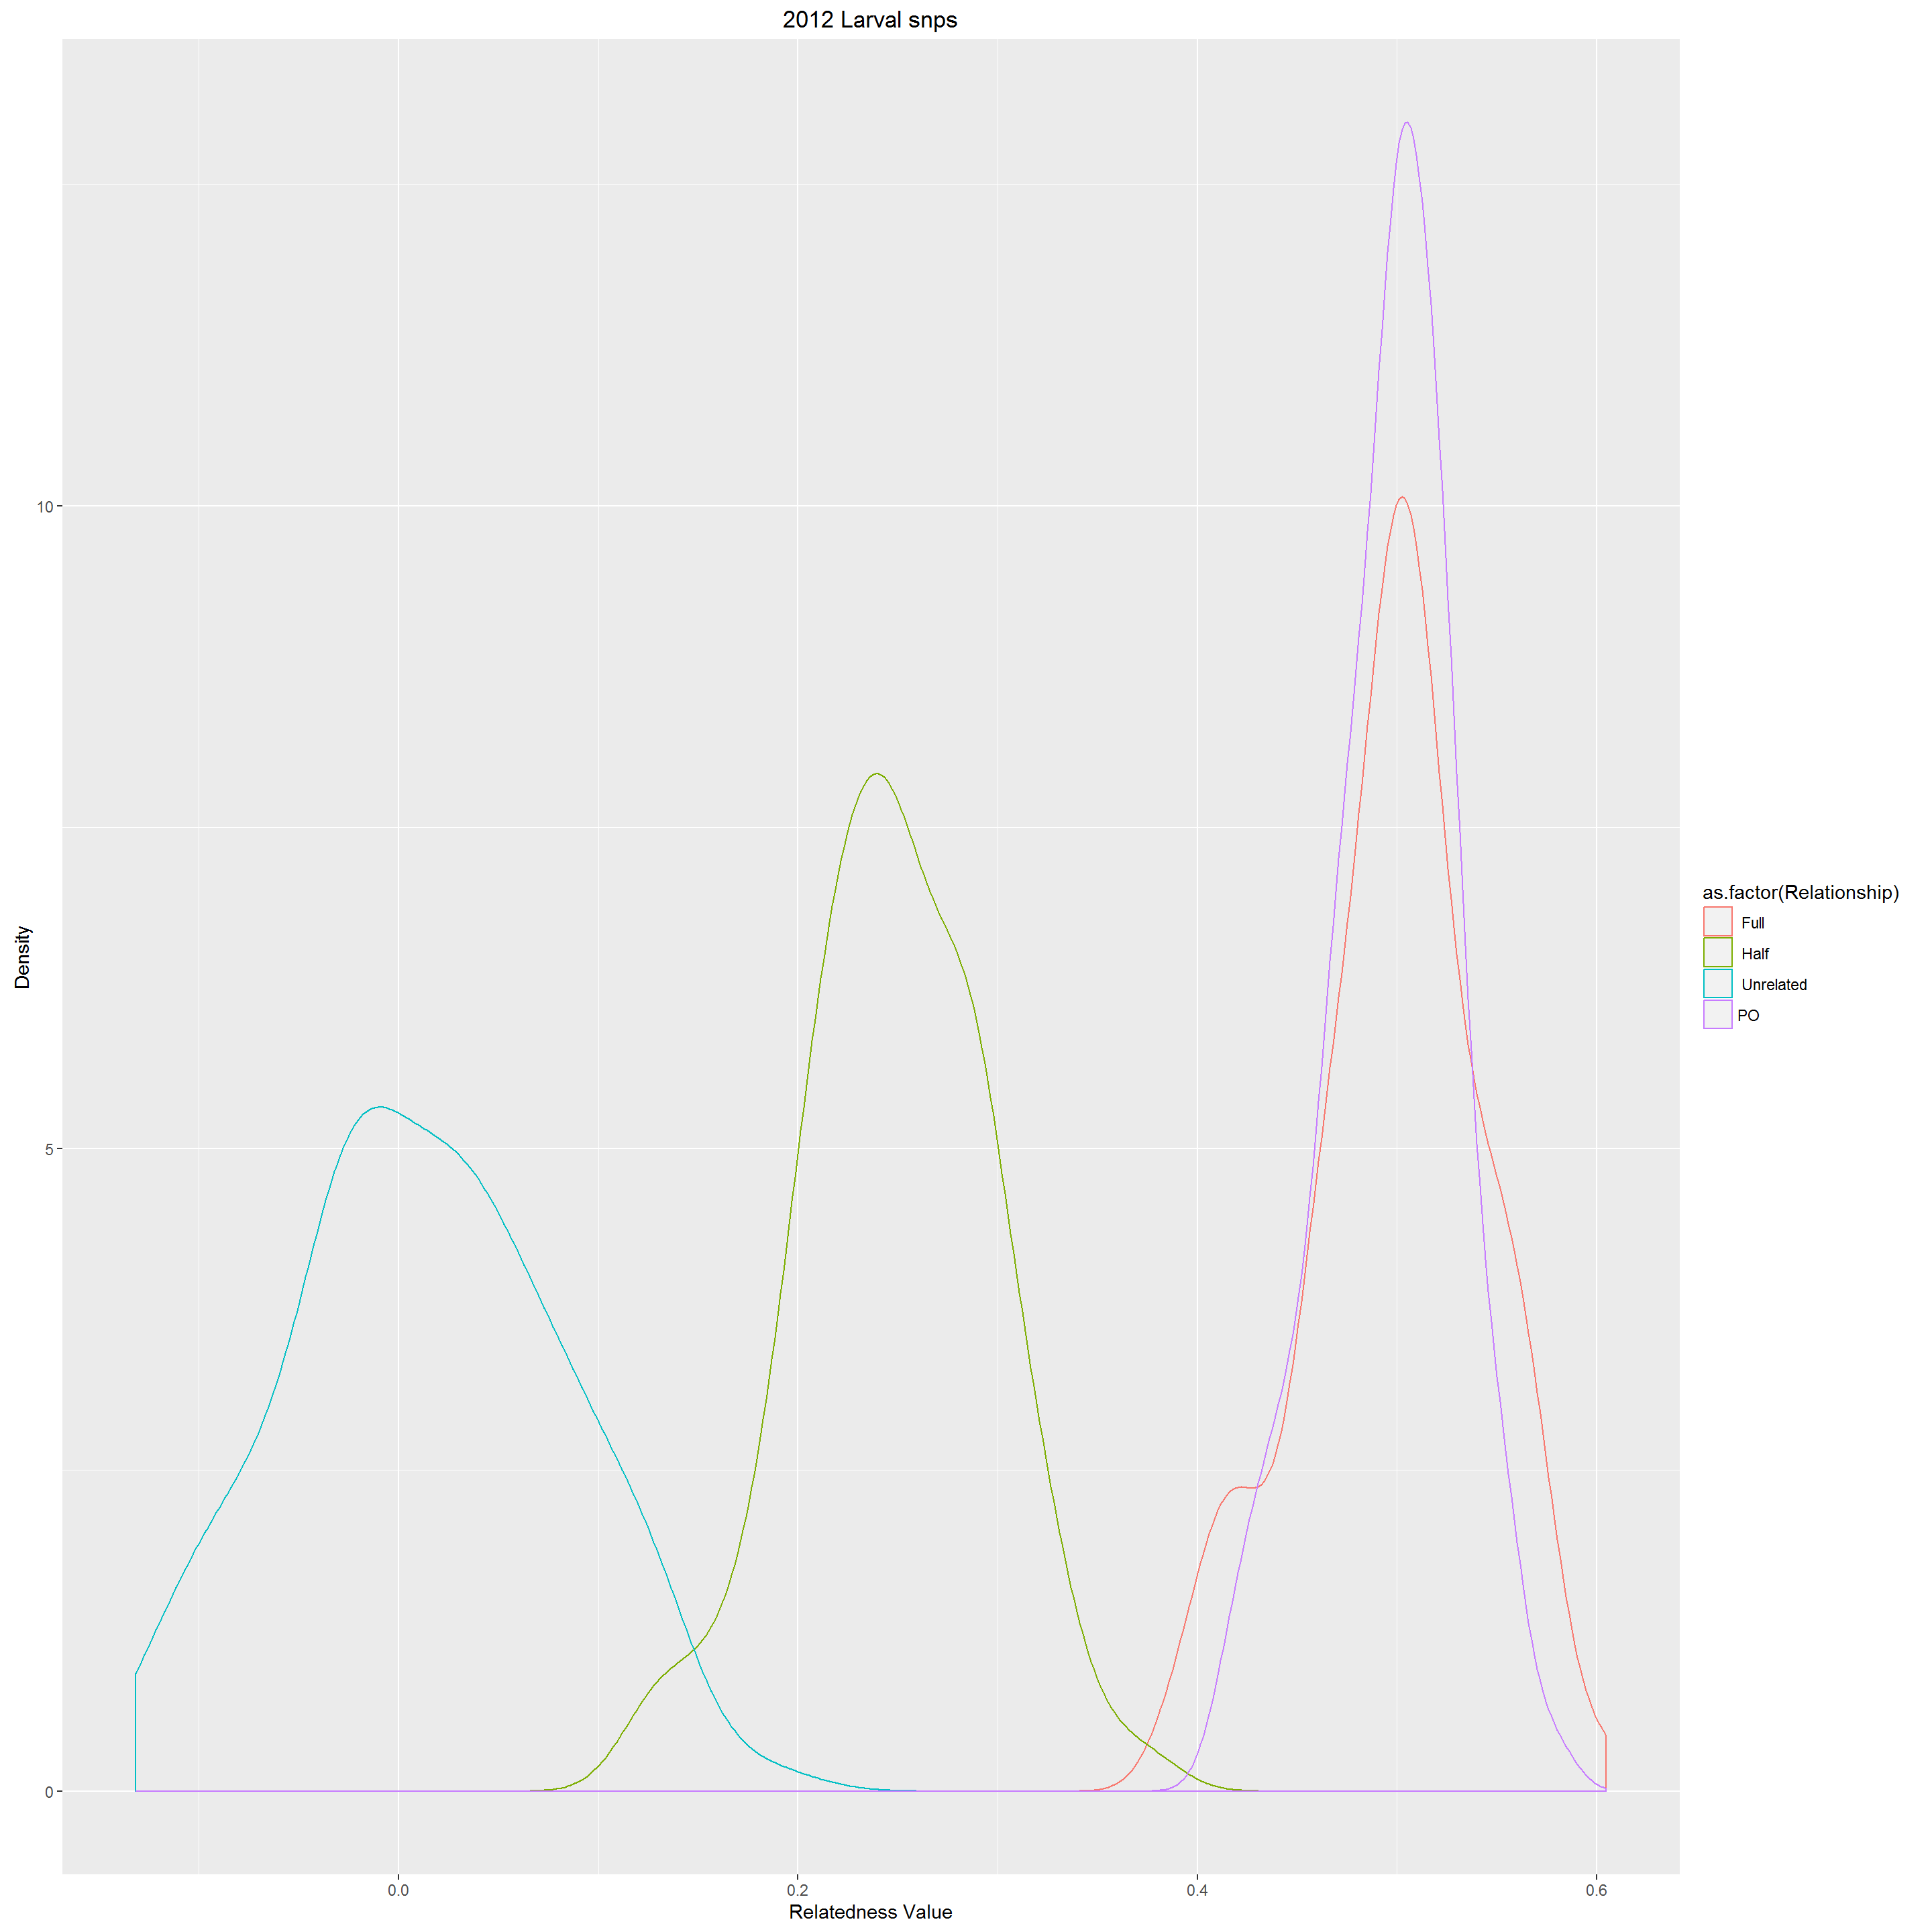 2012 Larval snps
10
5
0
Density
0.0 0.2 0.4 0.6
Relatedness Value
as.factor(Relationship)
Full
Half
Unrelated
PO